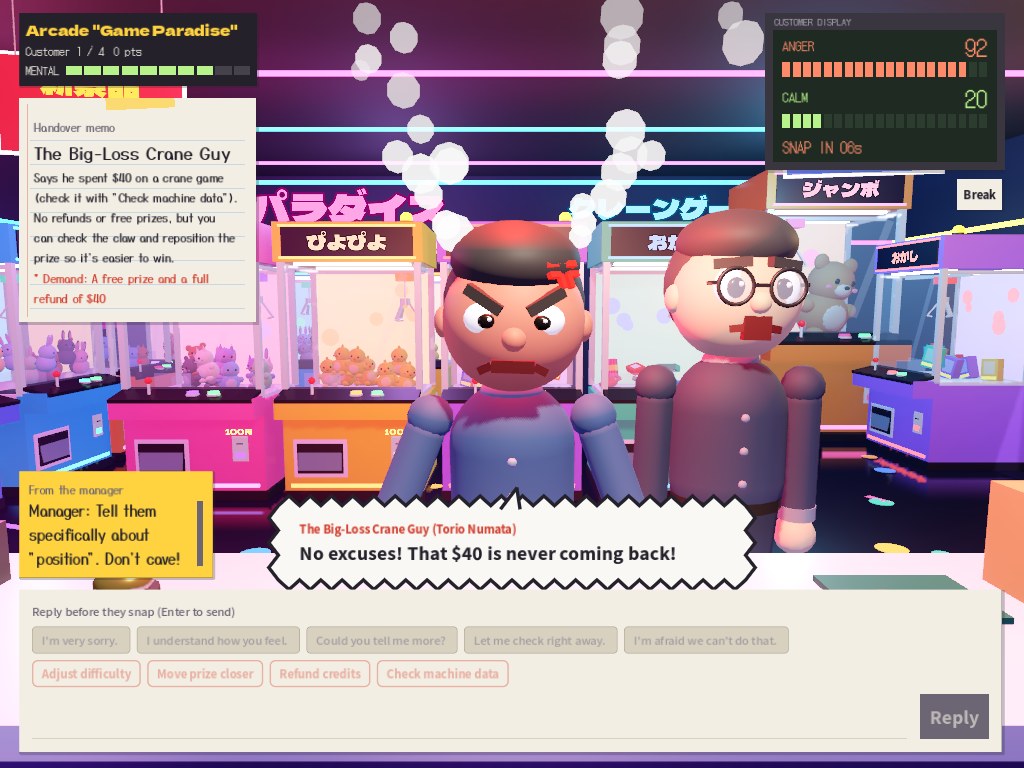 Arcade "Game Paradise"
Customer 1 / 4 0 pts
MENTAL
Handover memo
The Big-Loss Crane Guy
Says he spent $40 on a crane game
(check it with "Check machine data").
No refunds or free prizes, but you
can check the claw and reposition the
prize so it's easier to win.
* Demand: A free prize and a full
refund of $40
CUSTOMER DISPLAY
ANGER 92
CALM 20
SNAP IN 06s
Break
パラダイン
クレーンゲー
ジャンボ
ぴよぴよ
おか
おかし
100円
100
From the manager
Manager: Tell them
specifically about
"position". Don't cave!
The Big-Loss Crane Guy (Torio Numata)
No excuses! That $40 is never coming back!
Reply before they snap (Enter to send)
I'm very sorry. I understand how you feel. Could you tell me more? Let me check right away. I'm afraid we can't do that.
Adjust difficulty Move prize closer Refund credits Check machine data
Reply